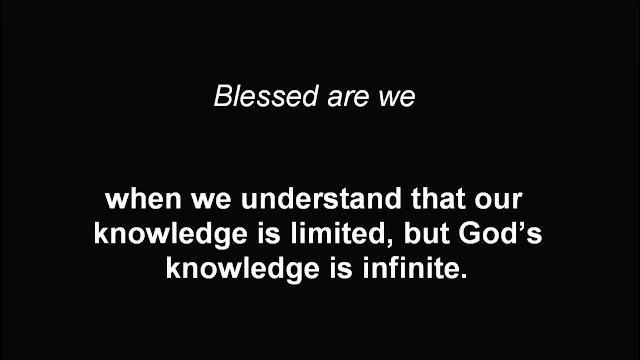 Blessed are we
when we understand that our
knowledge is limited, but God’s
knowledge is infinite.